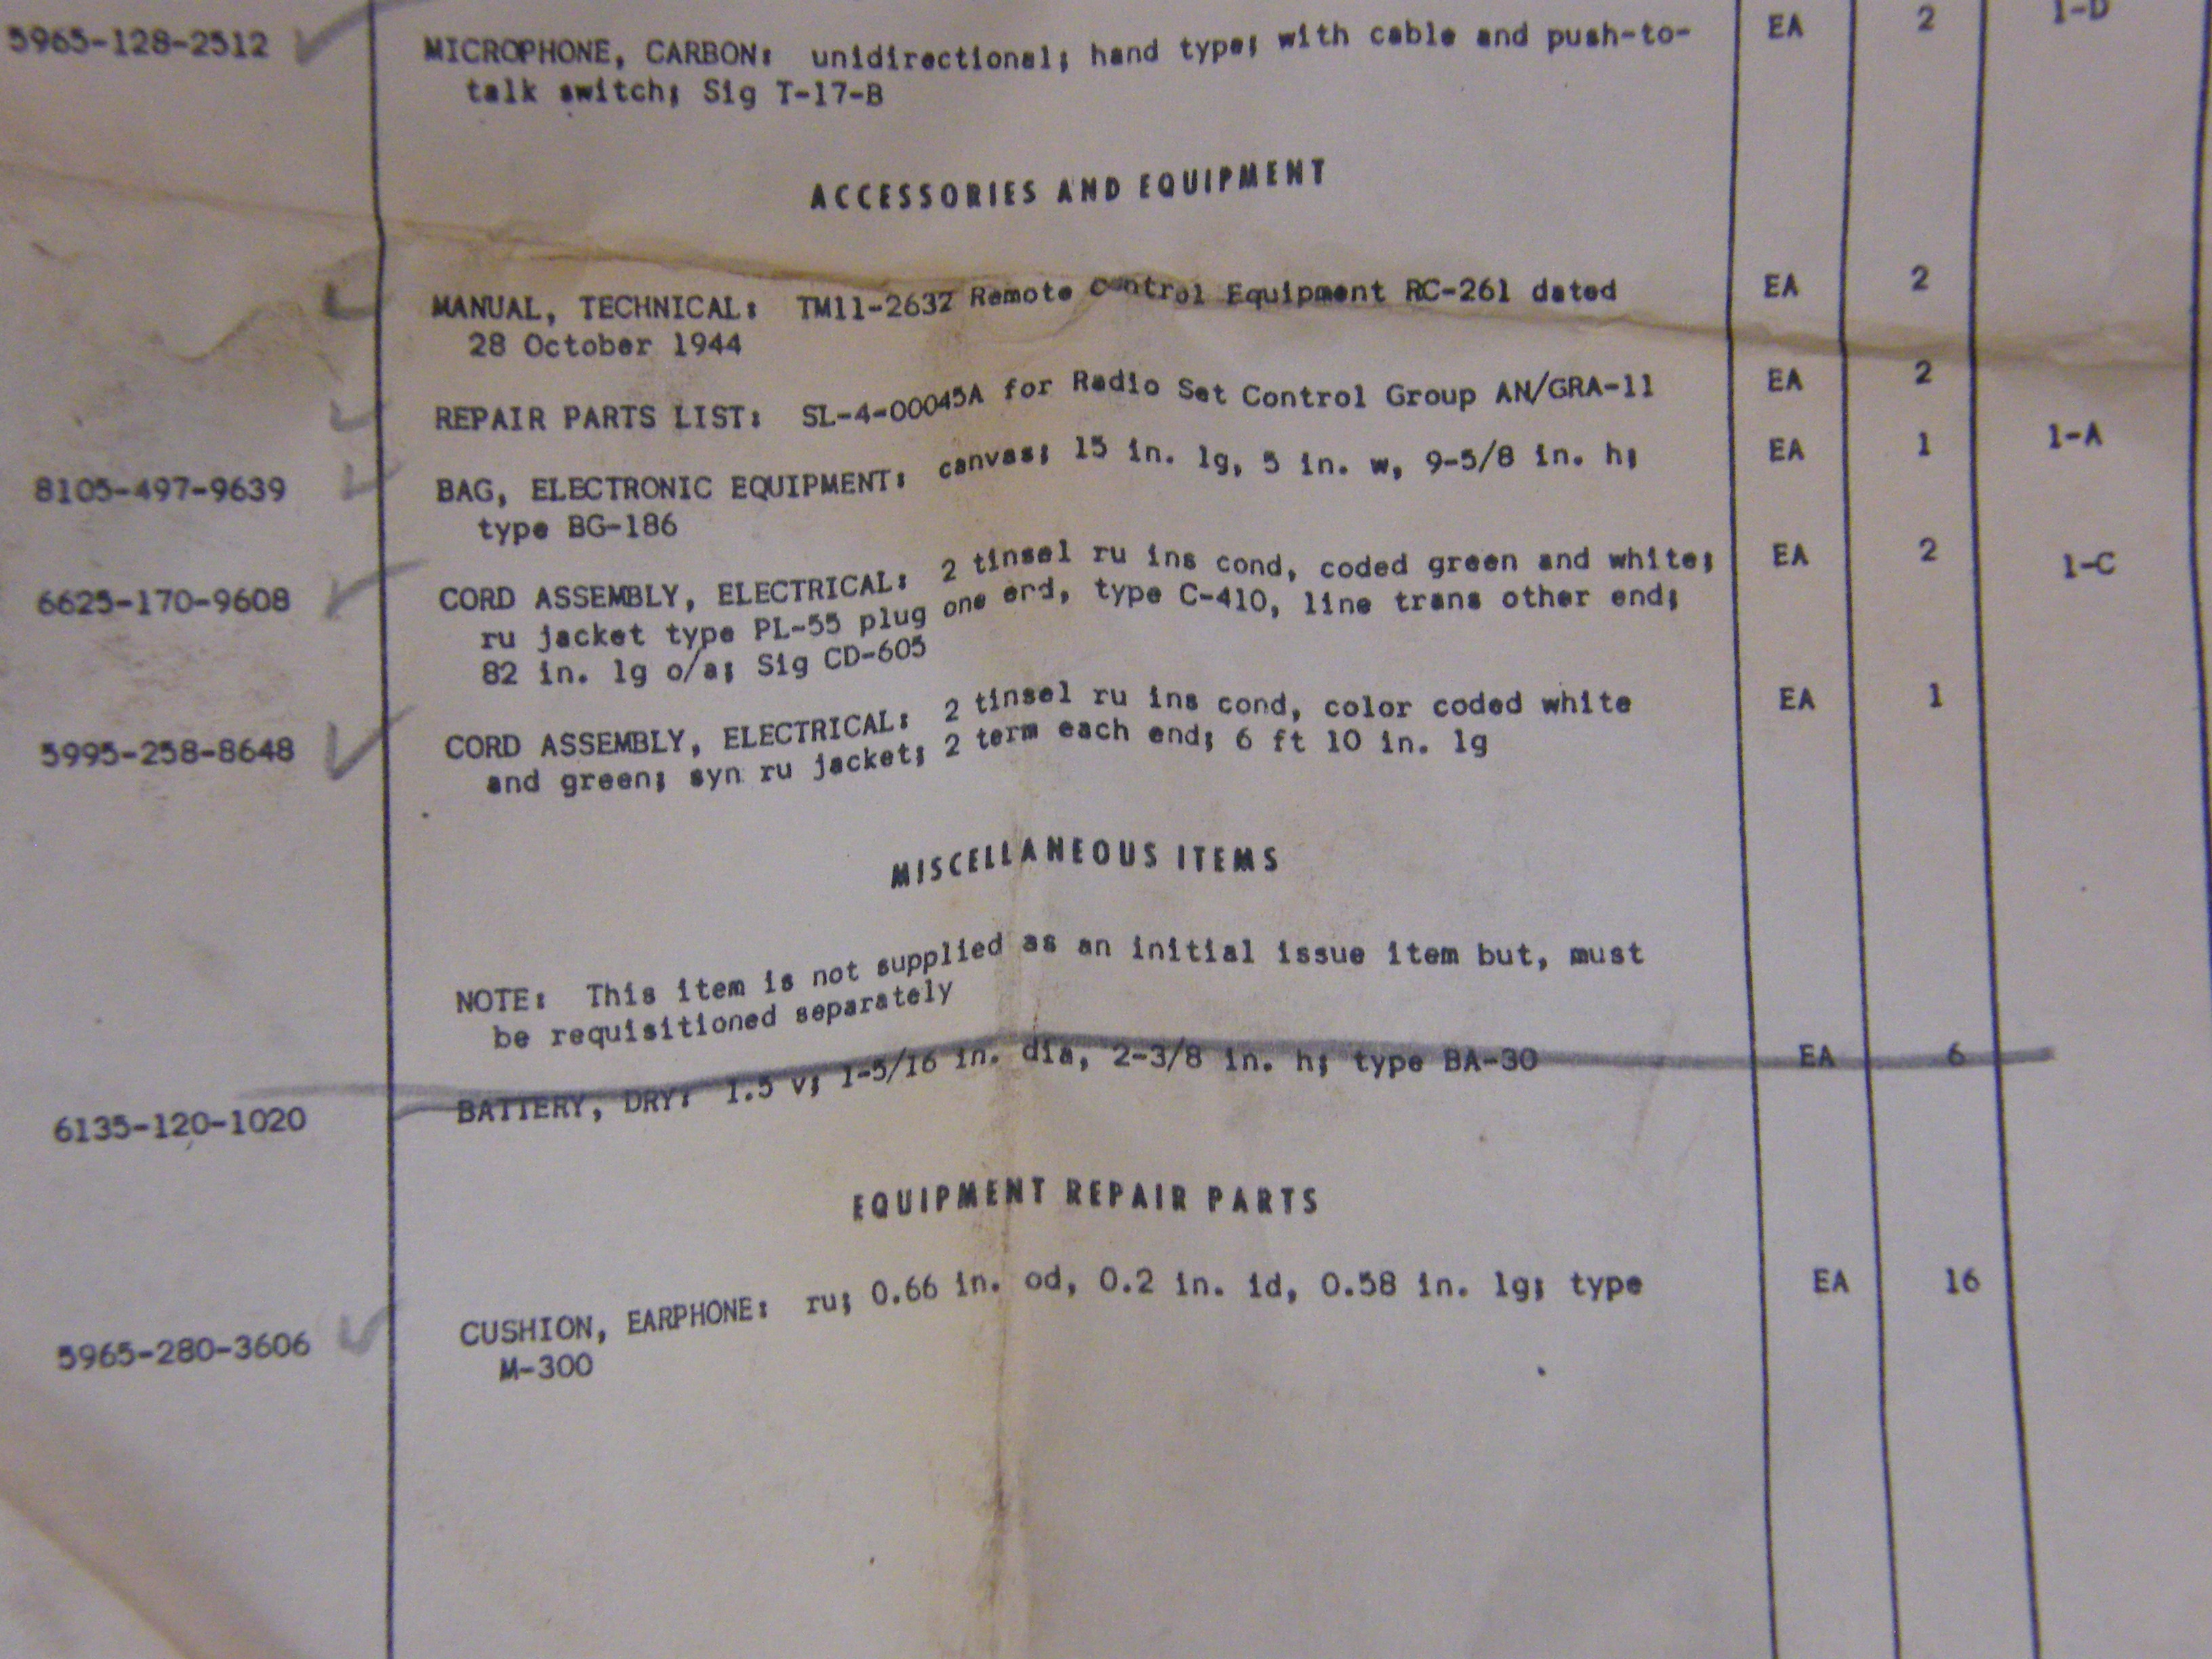 5965-128-2512 MICROPHONE, CARBON: unidirectional; hand type; with cable and push-to- EA 2 1-D
talk switch; Sig T-17-B
ACCESSORIES AND EQUIPMENT
MANUAL, TECHNICAL: TM11-2632 Remote Control Equipment RC-261 dated EA 2
28 October 1944
REPAIR PARTS LIST: SL-4-00045A for Radio Set Control Group AN/GRA-11 EA 2
8105-497-9639 BAG, ELECTRONIC EQUIPMENT: canvas; 15 in. lg, 5 in. w, 9-5/8 in. h; EA 1 1-A
type BG-186
6625-170-9608 CORD ASSEMBLY, ELECTRICAL: 2 tinsel ru ins cond, coded green and white; EA 2 1-C
ru jacket type PL-55 plug one end, type C-410, line trans other end;
82 in. lg o/a; Sig CD-605
5995-258-8648 CORD ASSEMBLY, ELECTRICAL: 2 tinsel ru ins cond, color coded white EA 1
and green; syn ru jacket; 2 term each end; 6 ft 10 in. lg
MISCELLANEOUS ITEMS
NOTE: This item is not supplied as an initial issue item but, must
be requisitioned separately
6135-120-1020 BATTERY, DRY: 1.5 v; 1-5/16 in. dia, 2-3/8 in. h; type BA-30 EA 6
EQUIPMENT REPAIR PARTS
5965-280-3606 CUSHION, EARPHONE: ru; 0.66 in. od, 0.2 in. id, 0.58 in. lg; type EA 16
M-300